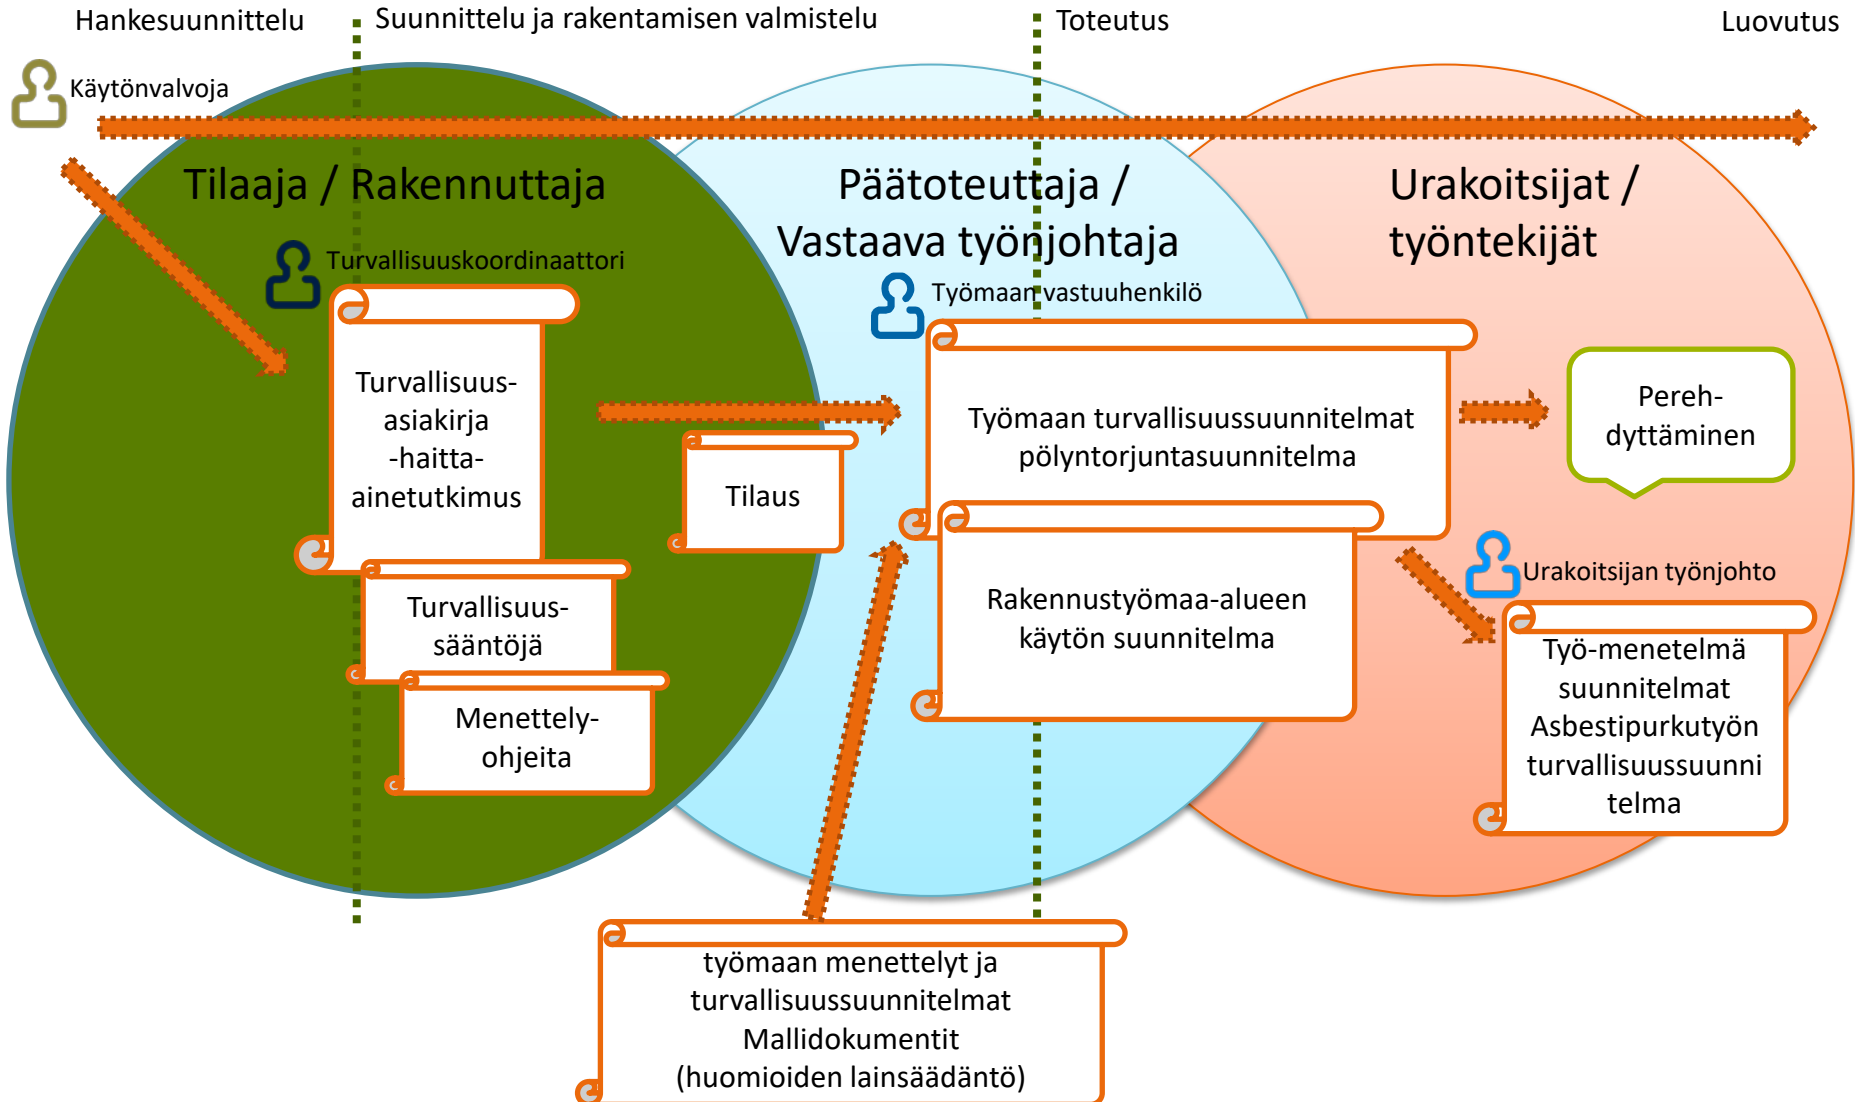 Hankesuunnittelu
Suunnittelu ja rakentamisen valmistelu
Toteutus
Luovutus
Käytönvalvoja
Tilaaja / Rakennuttaja
Turvallisuuskoordinaattori
Turvallisuus-
asiakirja
-haitta-
ainetutkimus
Turvallisuus-
sääntöjä
Menettely-
ohjeita
Tilaus
Päätoteuttaja /
Vastaava työnjohtaja
Työmaan vastuuhenkilö
Työmaan turvallisuussuunnitelmat
pölyntorjuntasuunnitelma
Rakennustyömaa-alueen
käytön suunnitelma
Urakoitsijat /
työntekijät
Pereh-
dyttäminen
Urakoitsijan työnjohto
Työ-menetelmä
suunnitelmat
Asbestipurkutyön
turvallisuussuunni
telma
työmaan menettelyt ja
turvallisuussuunnitelmat
Mallidokumentit
(huomioiden lainsäädäntö)